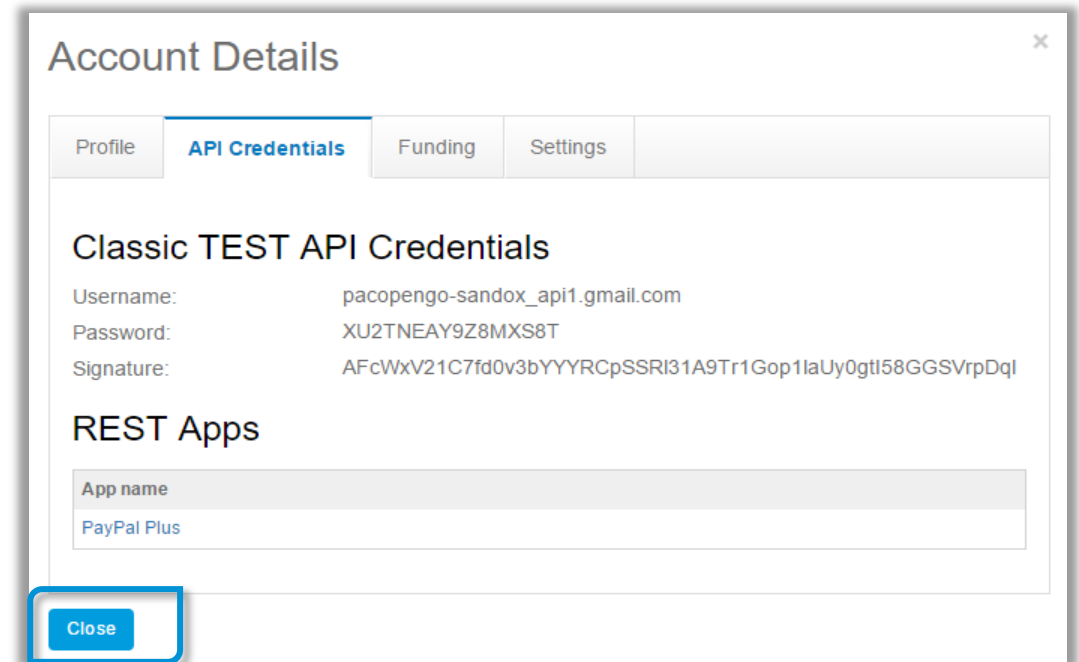 Account Details
×
Profile API Credentials Funding Settings
Classic TEST API Credentials
Username: pacopengo-sandox_api1.gmail.com
Password: XU2TNEAY9Z8MXS8T
Signature: AFcWxV21C7fd0v3bYYYRCpSSRl31A9Tr1Gop1IaUy0gtI58GGSVrpDqI
REST Apps
App name
PayPal Plus
Close